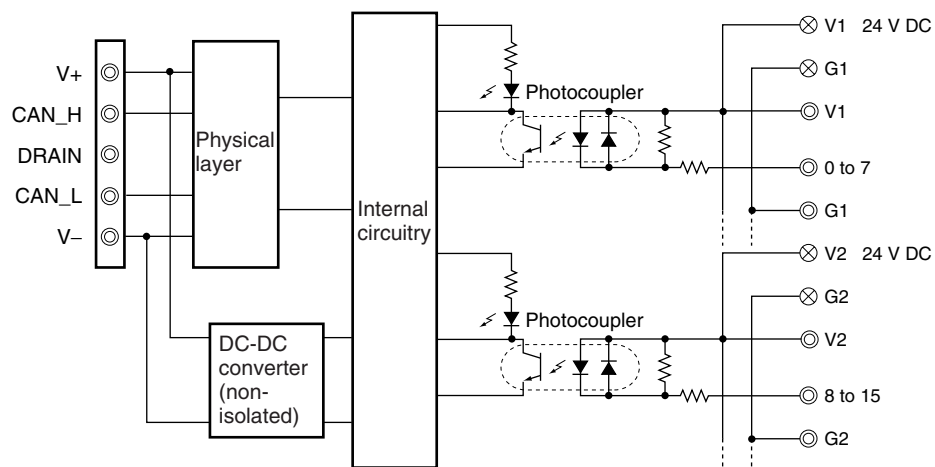 V+
CAN_H
DRAIN
CAN_L
V–
Physical
layer
DC-DC
converter
(non-
isolated)
Internal
circuitry
Photocoupler
V1 24 V DC
G1
V1
0 to 7
G1
Photocoupler
V2 24 V DC
G2
V2
8 to 15
G2